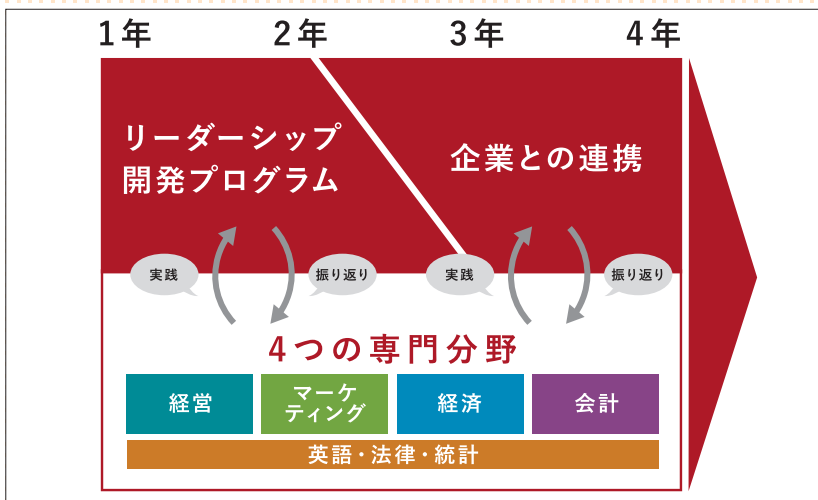 1年 2年 3年 4年
リーダーシップ
開発プログラム
企業との連携
実践 振り返り 実践 振り返り
4つの専門分野
経営
マーケ
ティング
経済
会計
英語・法律・統計